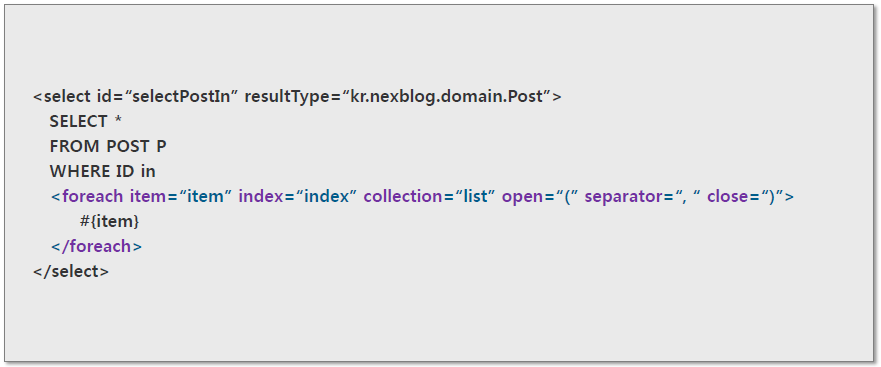 <select id=“selectPostIn” resultType=“kr.nexblog.domain.Post”>
SELECT *
FROM POST P
WHERE ID in
<foreach item=“item” index=“index” collection=“list” open=“(” separator=“, “ close=“)”>
#{item}
</foreach>
</select>